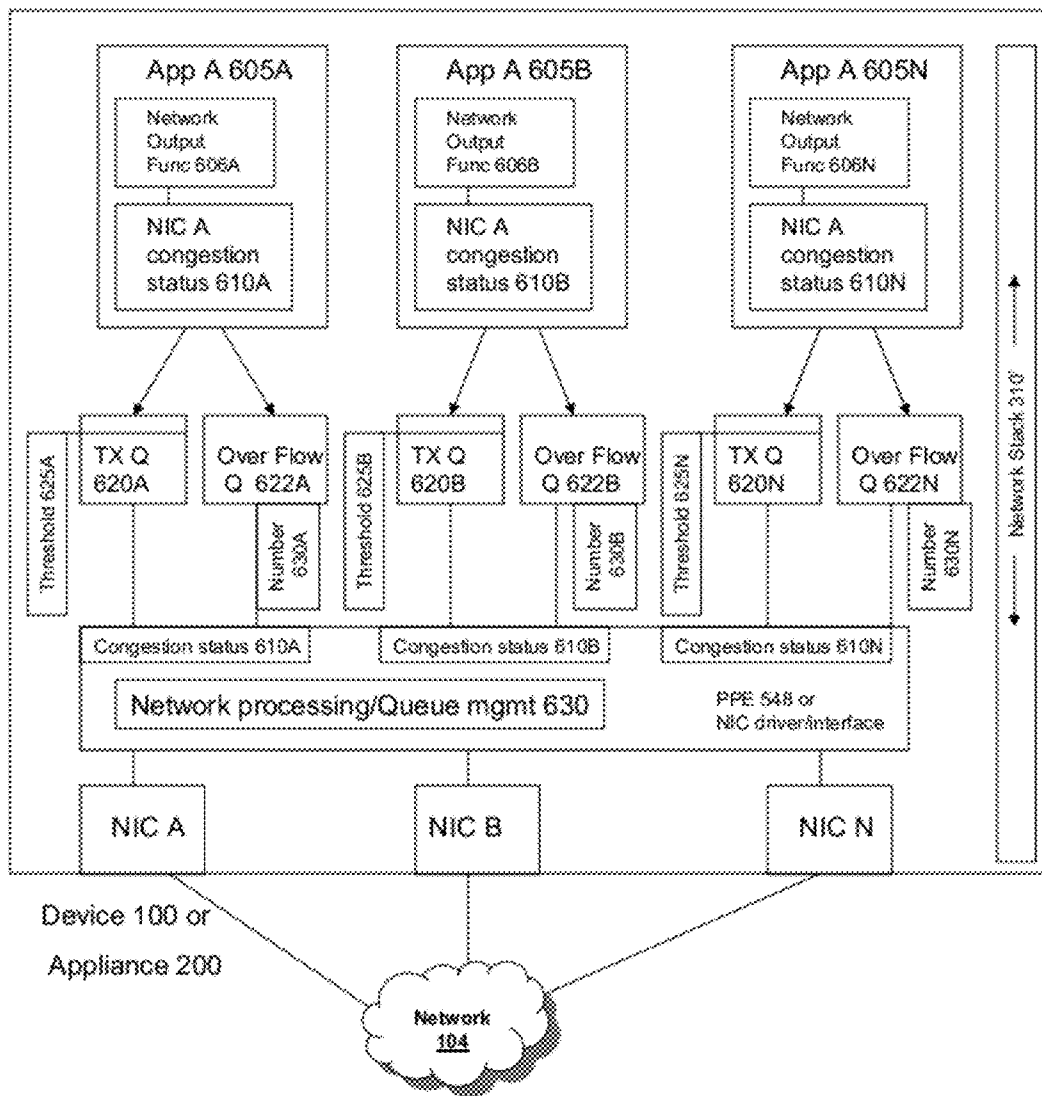 App A 605A
Network
Output
Func 606A
NIC A
congestion
status 610A
App A 605B
Network
Output
Func 606B
NIC A
congestion
status 610B
App A 605N
Network
Output
Func 606N
NIC A
congestion
status 610N
Network Stack 310'
Threshold 625A
TX Q
620A
Over Flow
Q 622A
Number
630A
Threshold 625B
TX Q
620B
Over Flow
Q 622B
Number
630B
Threshold 625N
TX Q
620N
Over Flow
Q 622N
Number
630N
Congestion status 610A
Congestion status 610B
Congestion status 610N
Network processing/Queue mgmt 630
PPE 548 or
NIC driver/interface
NIC A
NIC B
NIC N
Device 100 or
Appliance 200
Network
104